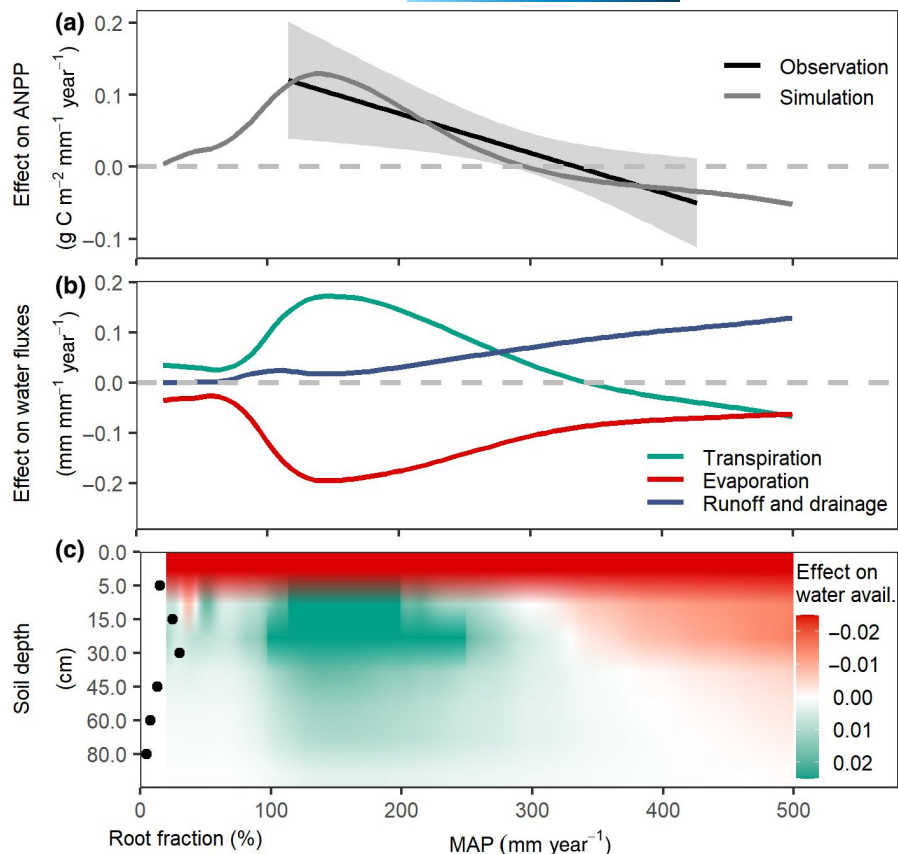 (a)
Effect on ANPP
(g C m⁻² mm⁻¹ year⁻¹)
0.2
0.1
0.0
−0.1
Observation
Simulation
(b)
Effect on water fluxes
(mm mm⁻¹ year⁻¹)
0.2
0.1
0.0
−0.1
−0.2
Transpiration
Evaporation
Runoff and drainage
(c)
Soil depth
(cm)
0.0
5.0
15.0
30.0
45.0
60.0
80.0
Effect on
water avail.
−0.02
−0.01
0.00
0.01
0.02
0 100 200 300 400 500
Root fraction (%) MAP (mm year⁻¹)